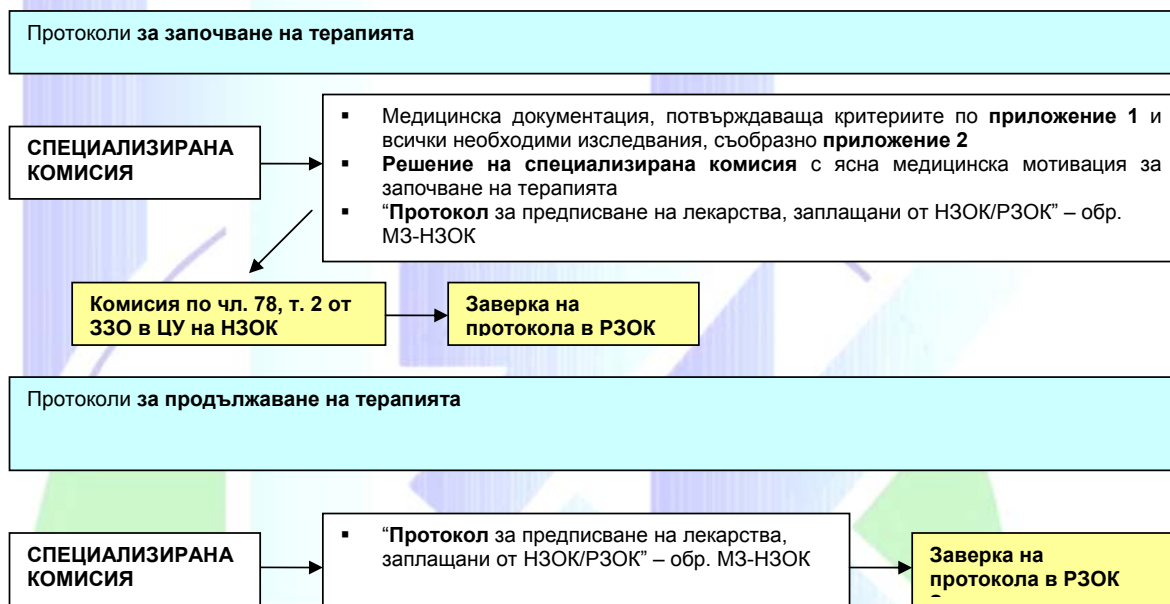 Протоколи за започване на терапията
СПЕЦИАЛИЗИРАНА
КОМИСИЯ
▪ Медицинска документация, потвърждаваща критериите по приложение 1 и
всички необходими изследвания, съобразно приложение 2
▪ Решение на специализирана комисия с ясна медицинска мотивация за
започване на терапията
▪ “Протокол за предписване на лекарства, заплащани от НЗОК/РЗОК” – обр.
МЗ-НЗОК
Комисия по чл. 78, т. 2 от
ЗЗО в ЦУ на НЗОК
Заверка на
протокола в РЗОК
Протоколи за продължаване на терапията
СПЕЦИАЛИЗИРАНА
КОМИСИЯ
▪ “Протокол за предписване на лекарства,
заплащани от НЗОК/РЗОК” – обр. МЗ-НЗОК
Заверка на
протокола в РЗОК